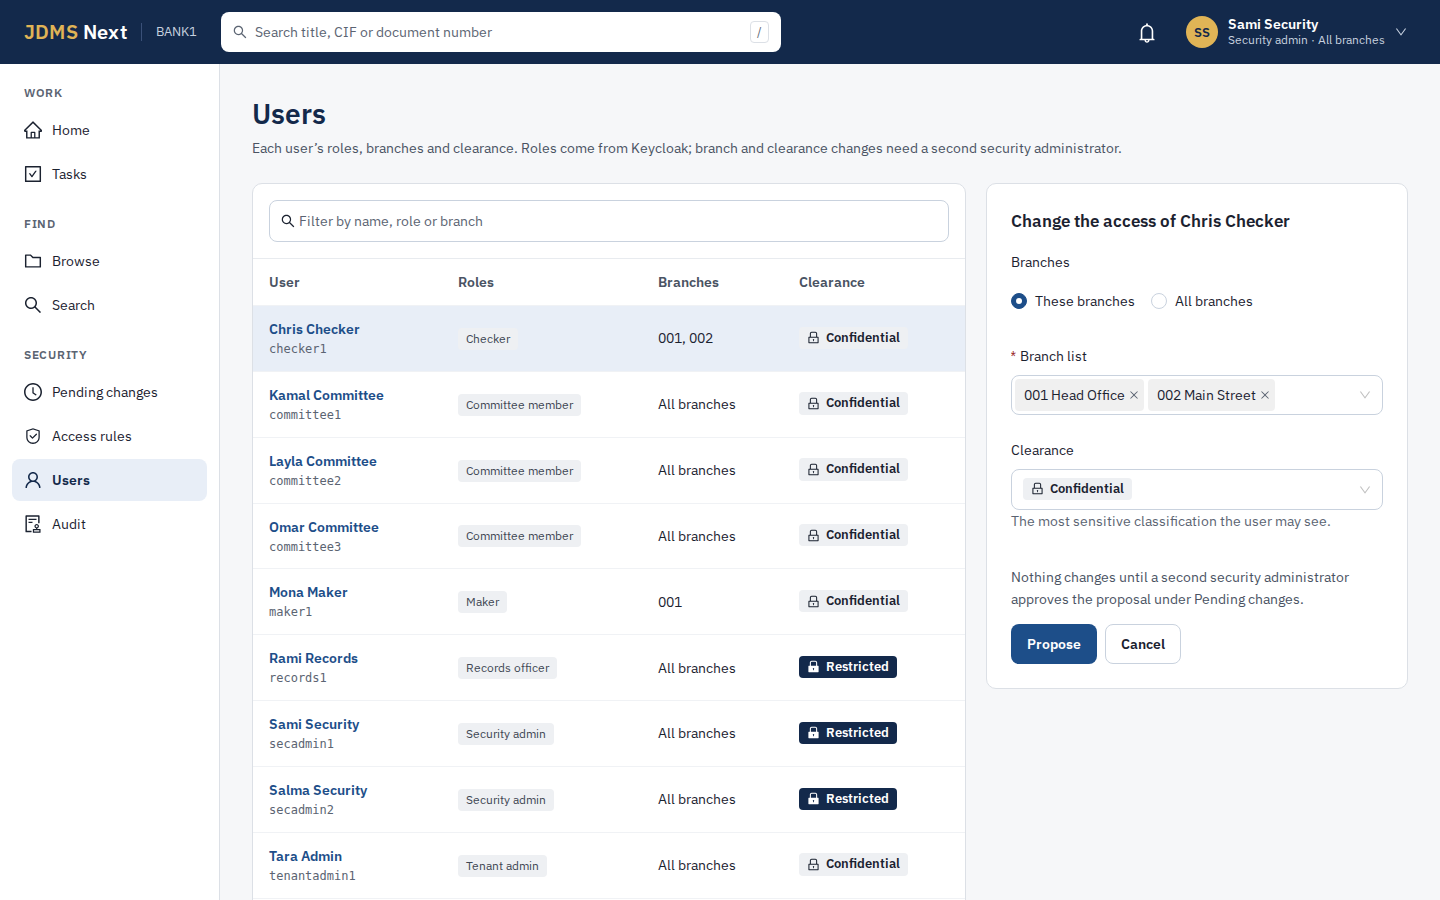 JDMS Next BANK1 Search title, CIF or document number / SS Sami Security
Security admin · All branches
WORK
Home
Tasks
FIND
Browse
Search
SECURITY
Pending changes
Access rules
Users
Audit
Users
Each user’s roles, branches and clearance. Roles come from Keycloak; branch and clearance changes need a second security administrator.
Filter by name, role or branch
User Roles Branches Clearance
Chris Checker
checker1 Checker 001, 002 Confidential
Kamal Committee
committee1 Committee member All branches Confidential
Layla Committee
committee2 Committee member All branches Confidential
Omar Committee
committee3 Committee member All branches Confidential
Mona Maker
maker1 Maker 001 Confidential
Rami Records
records1 Records officer All branches Restricted
Sami Security
secadmin1 Security admin All branches Restricted
Salma Security
secadmin2 Security admin All branches Restricted
Tara Admin
tenantadmin1 Tenant admin All branches Confidential
Change the access of Chris Checker
Branches
These branches All branches
* Branch list
001 Head Office 002 Main Street
Clearance
Confidential
The most sensitive classification the user may see.
Nothing changes until a second security administrator
approves the proposal under Pending changes.
Propose Cancel